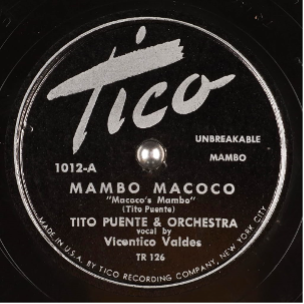 Tico
UNBREAKABLE
1012-A
MAMBO
MAMBO MACOCO
"Macoco's Mambo"
(Tito Puente)
TITO PUENTE & ORCHESTRA
vocal by
Vicentico Valdes
TR 126
MADE IN U.S.A. BY TICO RECORDING COMPANY, NEW YORK CITY